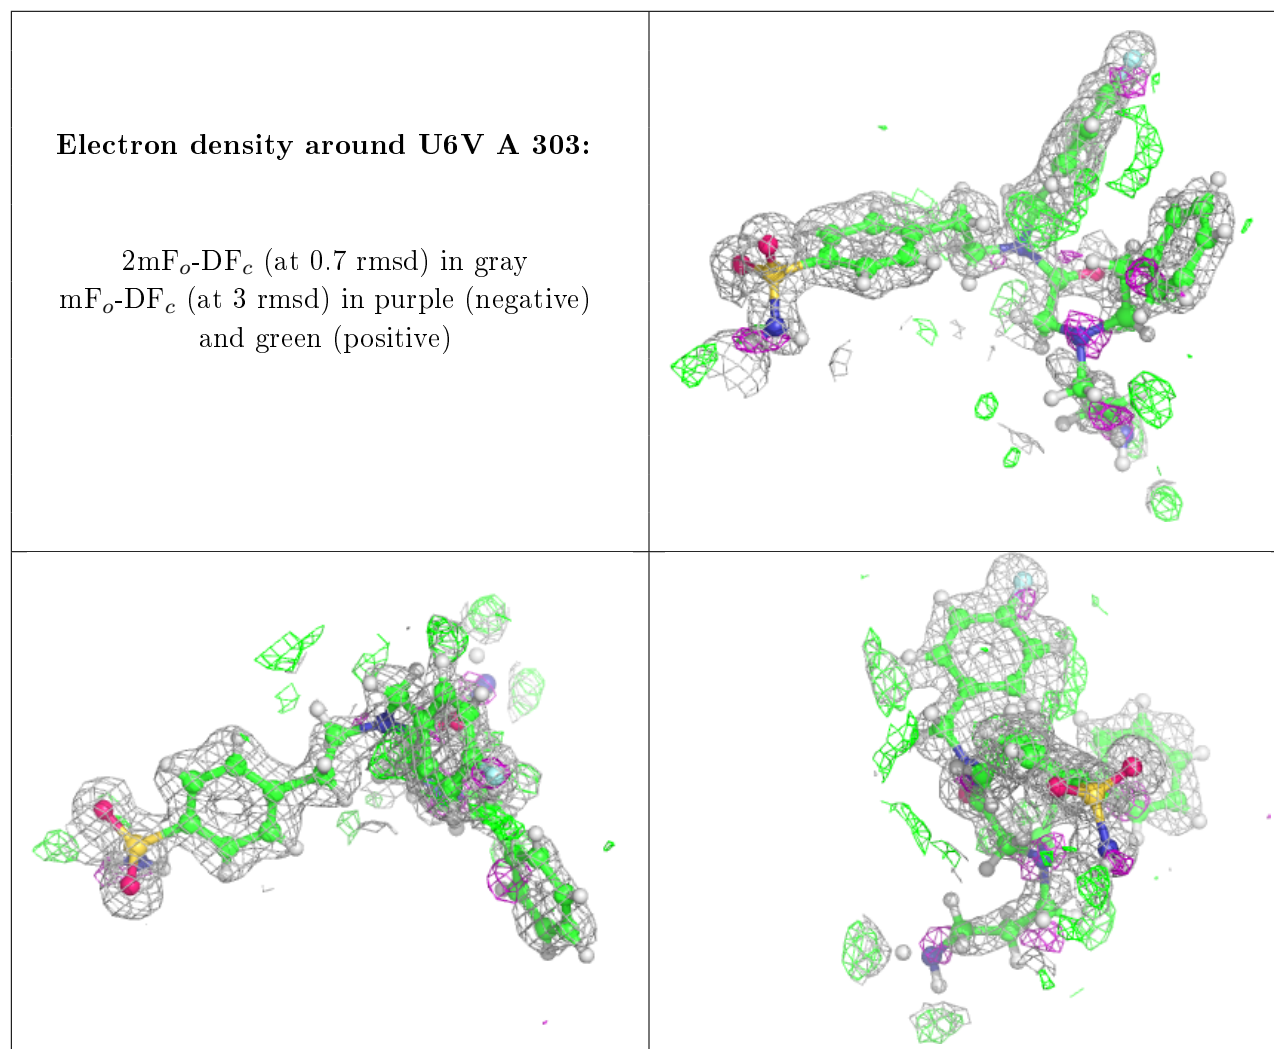 Electron density around U6V A 303:
2mFo-DFc (at 0.7 rmsd) in gray
mFo-DFc (at 3 rmsd) in purple (negative)
and green (positive)